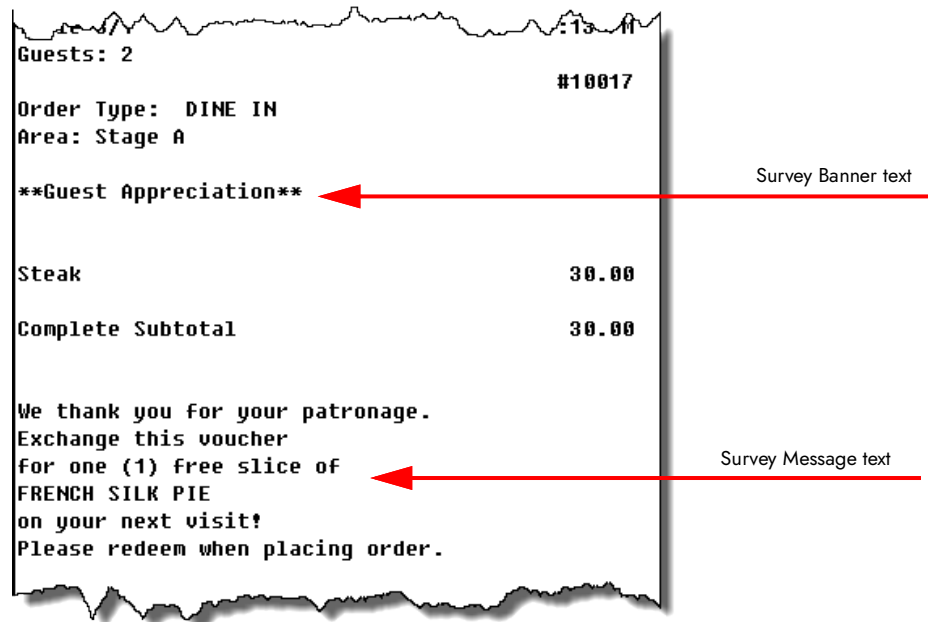 Guests: 2
#10017
Order Type: DINE IN
Area: Stage A
**Guest Appreciation**
Survey Banner text
Steak 30.00
Complete Subtotal 30.00
We thank you for your patronage.
Exchange this voucher
for one (1) free slice of
FRENCH SILK PIE
on your next visit!
Please redeem when placing order.
Survey Message text